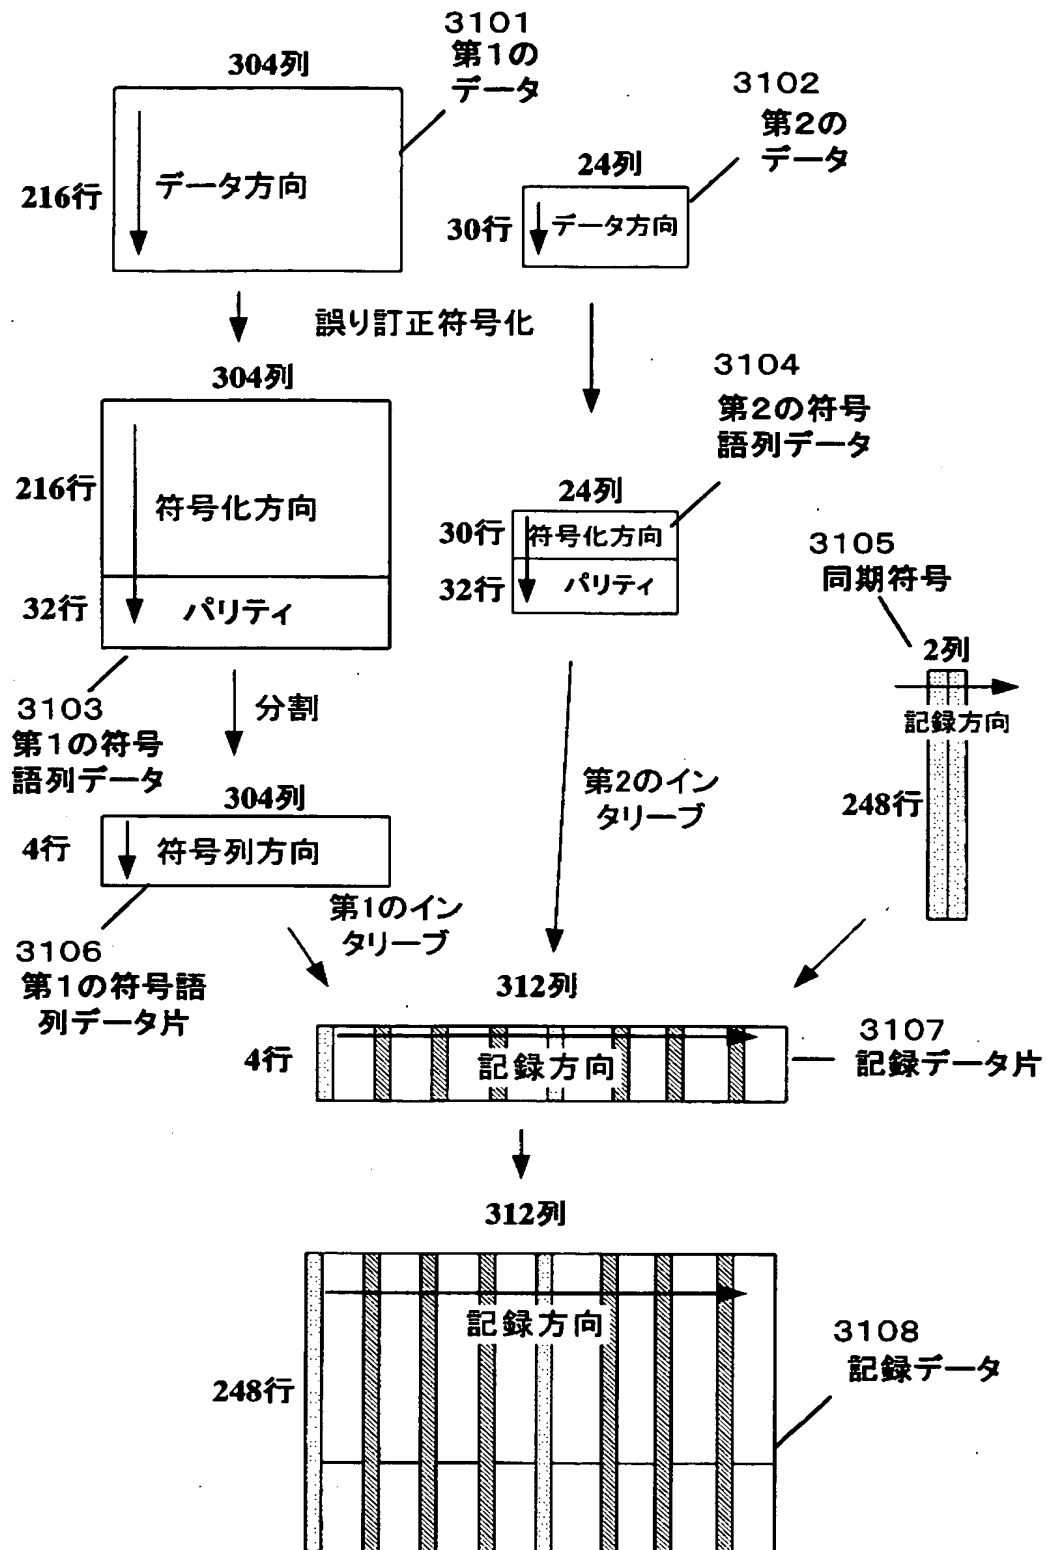 3101
第1の
データ
304列
216行
データ方向
3102
第2の
データ
24列
30行
データ方向
誤り訂正符号化
304列
216行
符号化方向
32行
パリティ
3103
第1の符号
語列データ
3104
第2の符号
語列データ
24列
30行
符号化方向
32行
パリティ
3105
同期符号
2列
記録方向
248行
分割
304列
4行
符号列方向
3106
第1の符号語
列データ片
第1のイン
タリーブ
第2のイン
タリーブ
312列
4行
記録方向
3107
記録データ片
312列
記録方向
248行
3108
記録データ